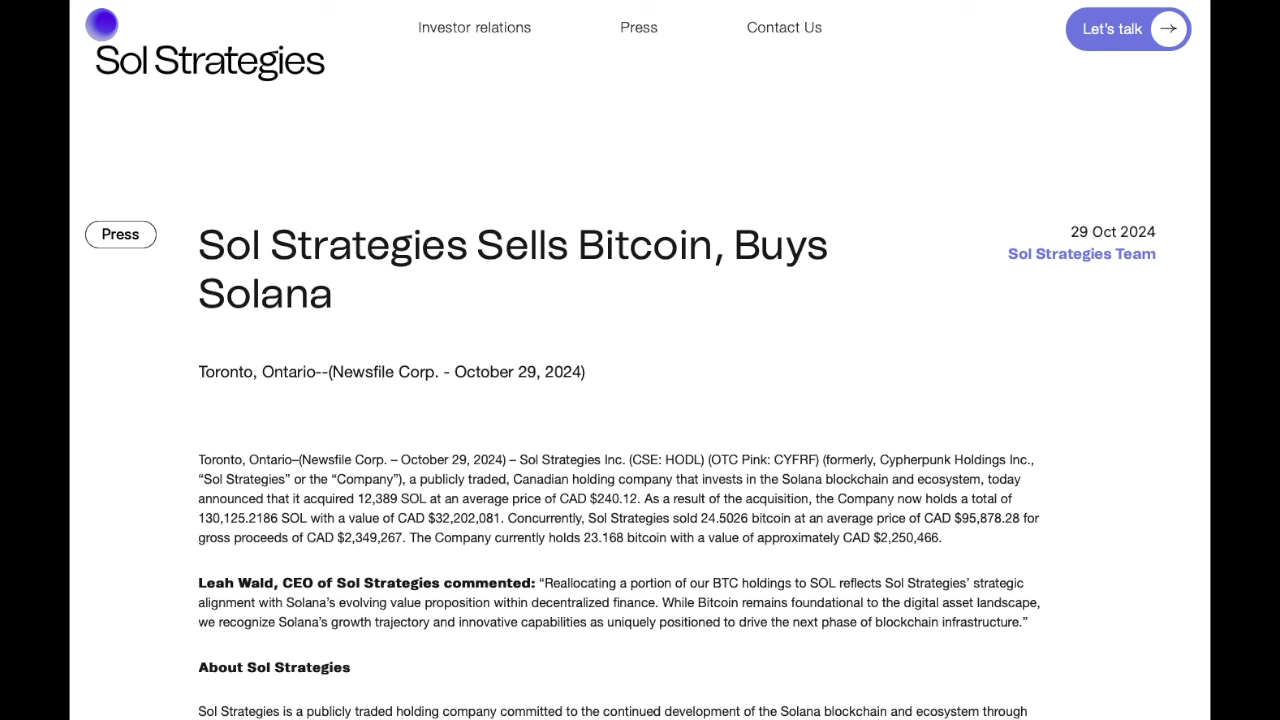 Sol Strategies
Investor relations
Press
Contact Us
Let's talk
Press
Sol Strategies Sells Bitcoin, Buys
Solana
29 Oct 2024
Sol Strategies Team
Toronto, Ontario--(Newsfile Corp. - October 29, 2024)
Toronto, Ontario–(Newsfile Corp. – October 29, 2024) – Sol Strategies Inc. (CSE: HODL) (OTC Pink: CYFRF) (formerly, Cypherpunk Holdings Inc.,
“Sol Strategies” or the “Company”), a publicly traded, Canadian holding company that invests in the Solana blockchain and ecosystem, today
announced that it acquired 12,389 SOL at an average price of CAD $240.12. As a result of the acquisition, the Company now holds a total of
130,125.2186 SOL with a value of CAD $32,202,081. Concurrently, Sol Strategies sold 24.5026 bitcoin at an average price of CAD $95,878.28 for
gross proceeds of CAD $2,349,267. The Company currently holds 23.168 bitcoin with a value of approximately CAD $2,250,466.
Leah Wald, CEO of Sol Strategies commented: “Reallocating a portion of our BTC holdings to SOL reflects Sol Strategies’ strategic
alignment with Solana’s evolving value proposition within decentralized finance. While Bitcoin remains foundational to the digital asset landscape,
we recognize Solana’s growth trajectory and innovative capabilities as uniquely positioned to drive the next phase of blockchain infrastructure.”
About Sol Strategies
Sol Strategies is a publicly traded holding company committed to the continued development of the Solana blockchain and ecosystem through